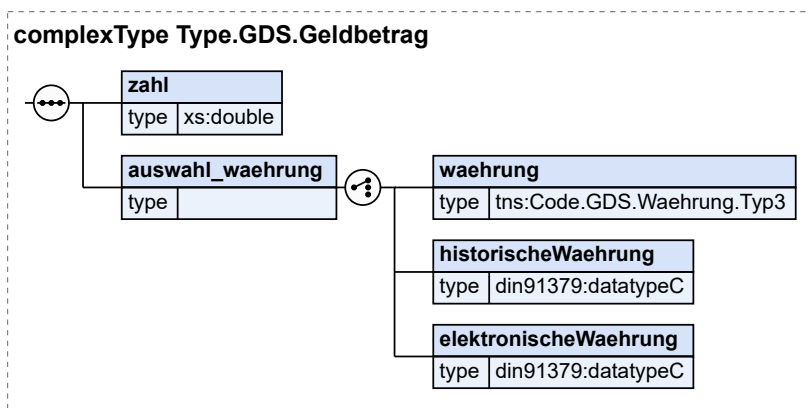 complexType Type.GDS.Geldbetrag
zahl
type xs:double
auswahl_waehrung
type
waehrung
type tns:Code.GDS.Waehrung.Typ3
historischeWaehrung
type din91379:datatypeC
elektronischeWaehrung
type din91379:datatypeC